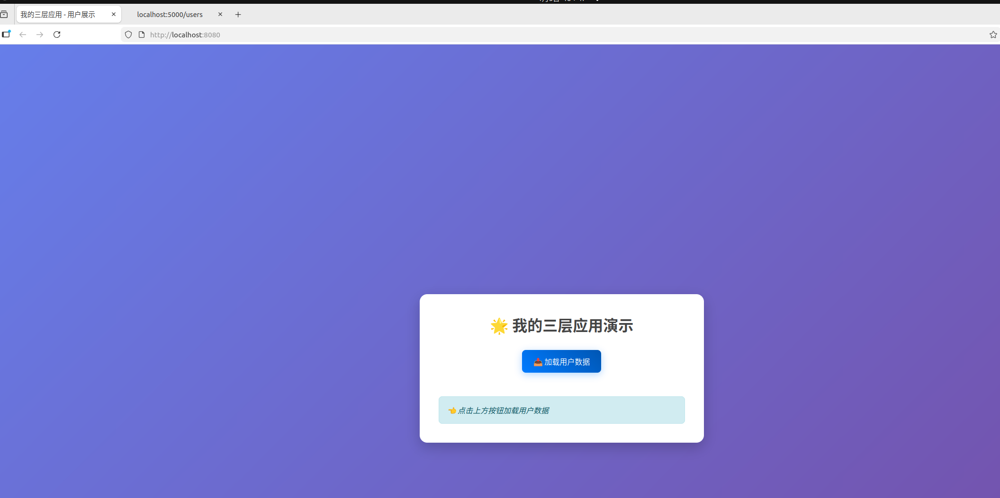 我的三层应用 - 用户展示
localhost:5000/users
http://localhost:8080
🌟 我的三层应用演示
📥 加载用户数据
👈 点击上方按钮加载用户数据